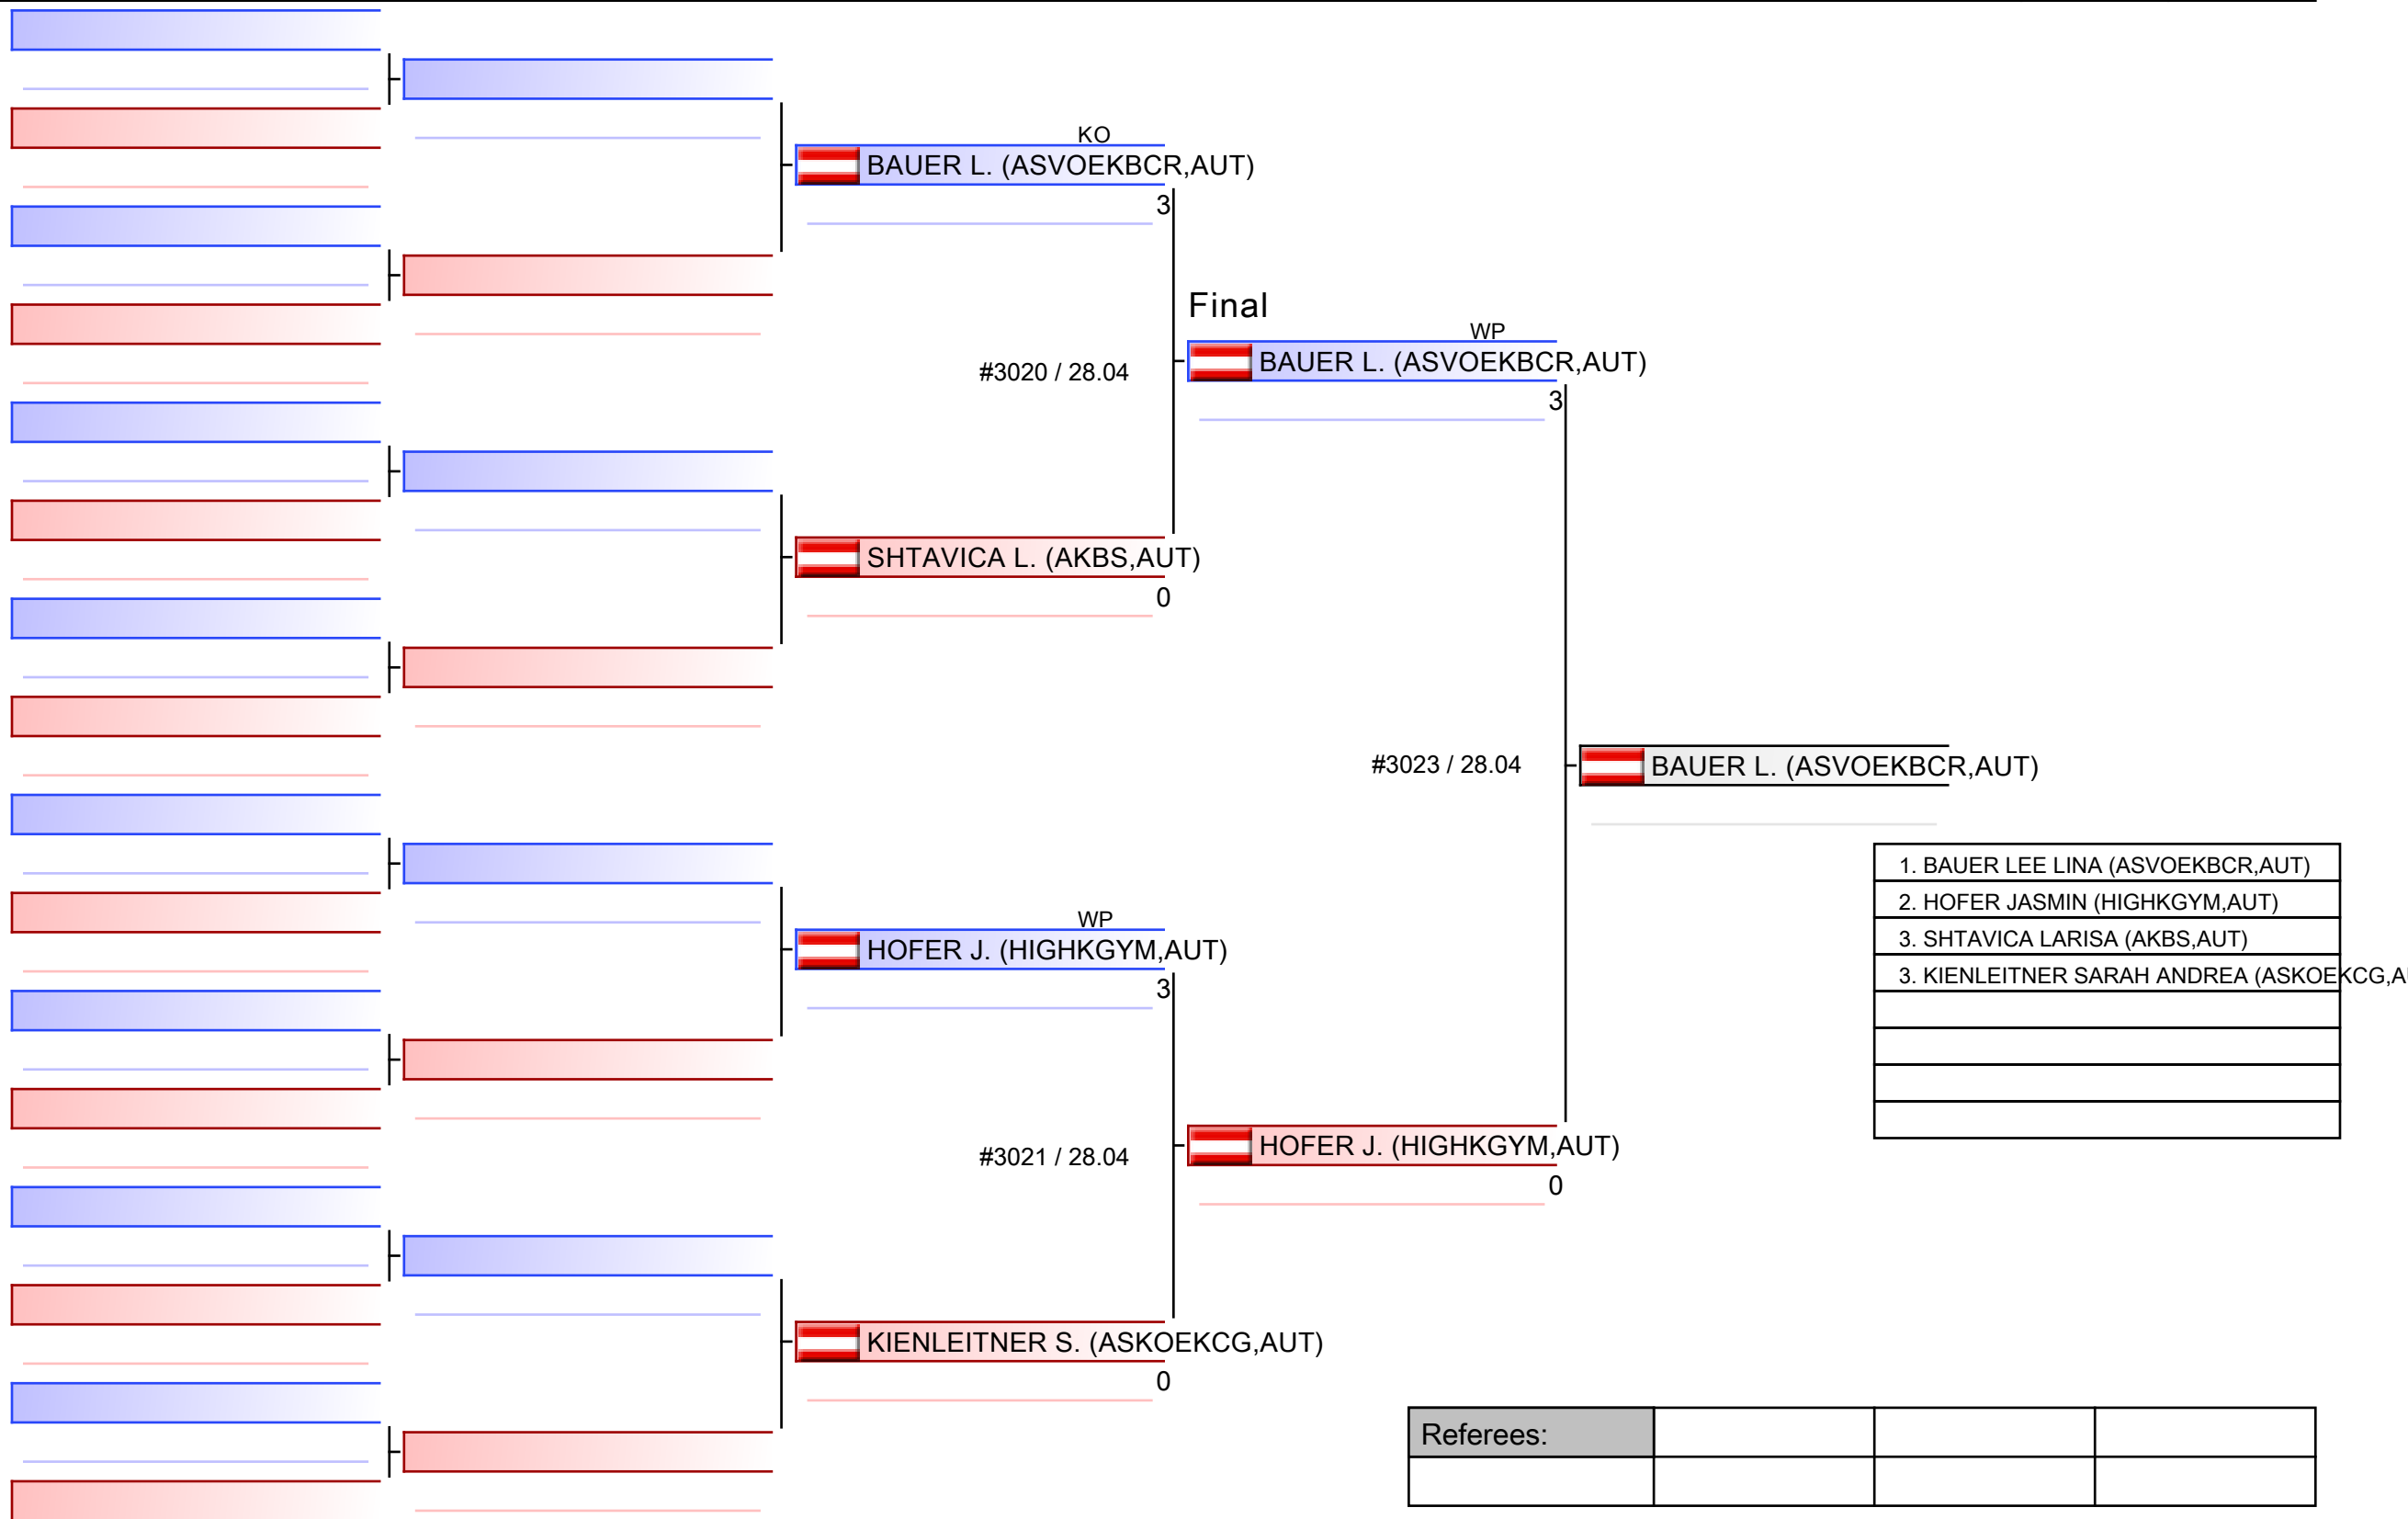 KO
BAUER L. (ASVOEKBCR,AUT)
3
Final
WP
BAUER L. (ASVOEKBCR,AUT)
#3020 / 28.04
3
SHTAVICA L. (AKBS,AUT)
0
#3023 / 28.04
BAUER L. (ASVOEKBCR,AUT)
1. BAUER LEE LINA (ASVOEKBCR,AUT)
2. HOFER JASMIN (HIGHKGYM,AUT)
3. SHTAVICA LARISA (AKBS,AUT)
3. KIENLEITNER SARAH ANDREA (ASKOEKCG,A
WP
HOFER J. (HIGHKGYM,AUT)
3
#3021 / 28.04
HOFER J. (HIGHKGYM,AUT)
0
KIENLEITNER S. (ASKOEKCG,AUT)
0
Referees: